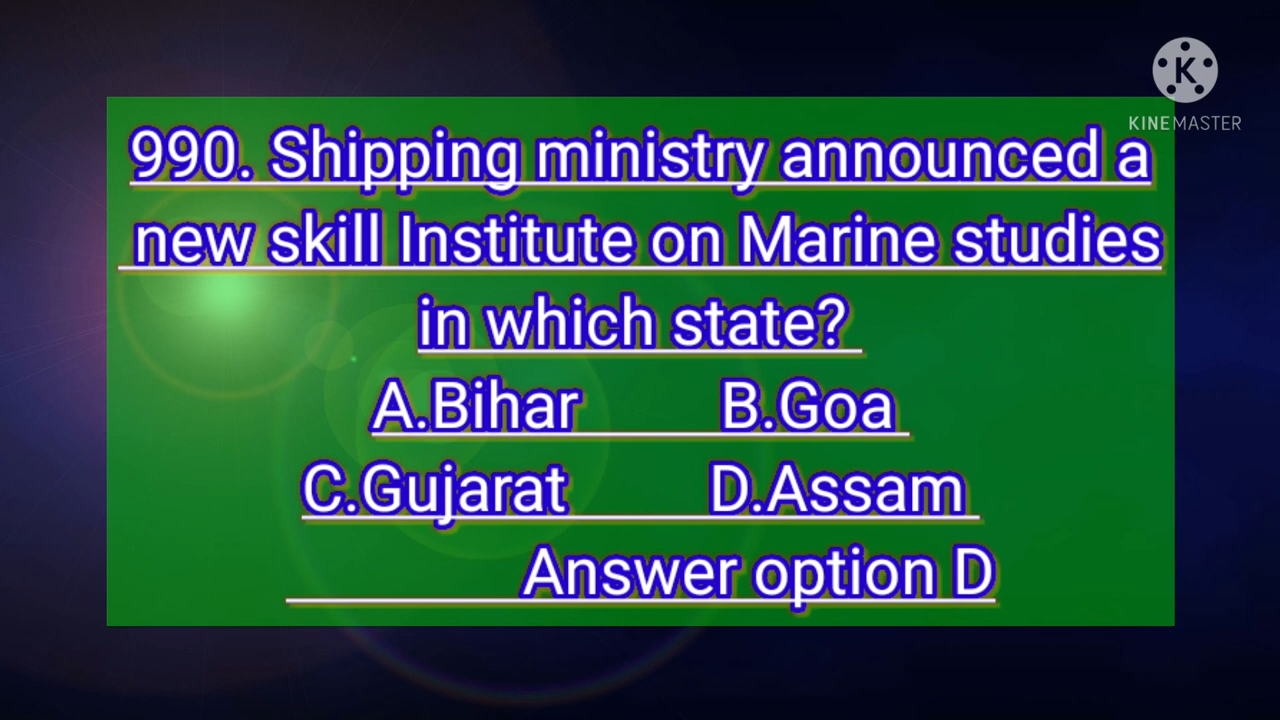 K
KINEMASTER
990. Shipping ministry announced a
new skill Institute on Marine studies
in which state?
A.Bihar B.Goa
C.Gujarat D.Assam
Answer option D